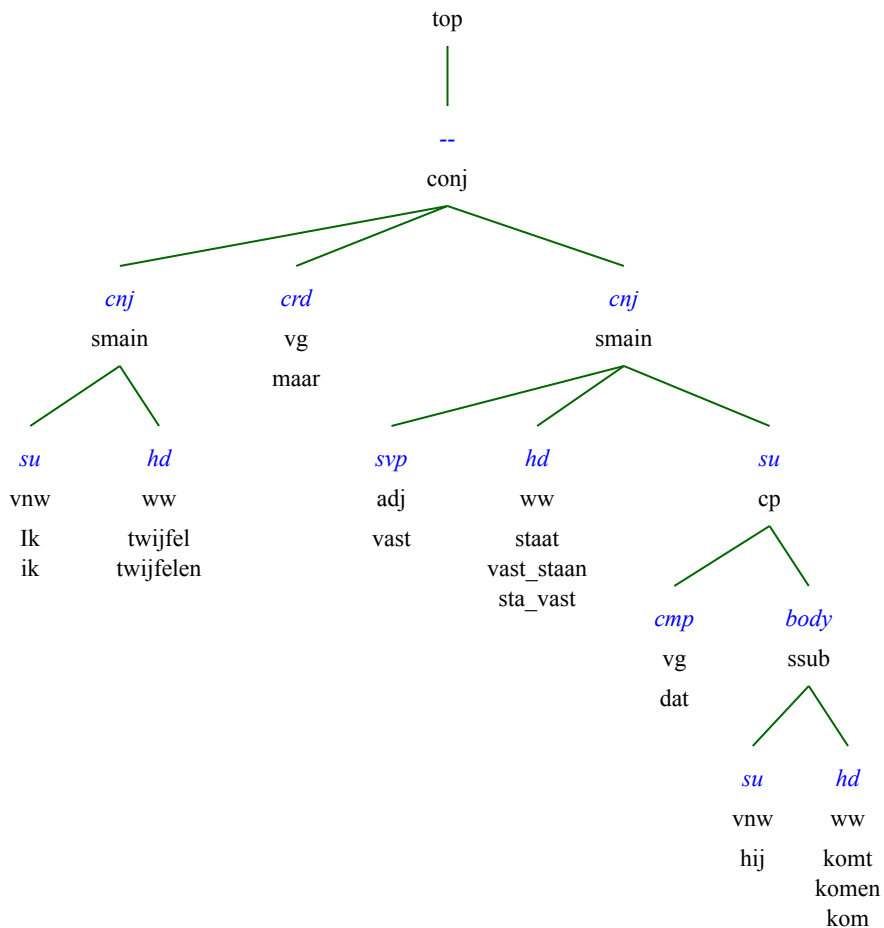 top
--
conj
cnj crd cnj
smain vg smain
maar
su hd svp hd su
vnw ww adj ww cp
Ik twijfel vast staat
ik twijfelen vast_staan
sta_vast
cmp body
vg ssub
dat
su hd
vnw ww
hij komt
komen
kom